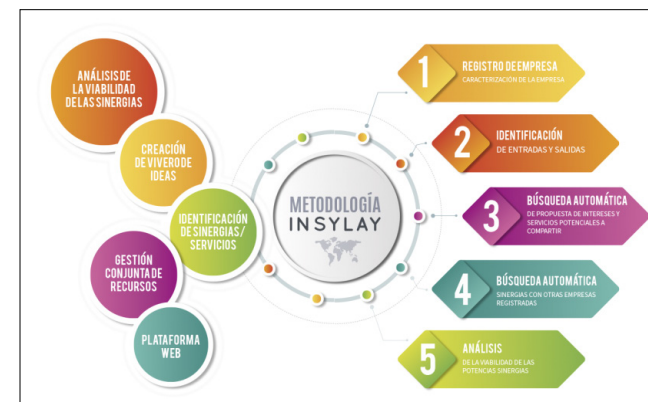 ANÁLISIS DE
LA VIABILIDAD
DE LAS SINERGIAS
CREACIÓN
DE VIVERO DE
IDEAS
IDENTIFICACIÓN
DE SINERGIAS/
SERVICIOS
GESTIÓN
CONJUNTA DE
RECURSOS
PLATAFORMA
WEB
METODOLOGÍA
INSYLAY
1
REGISTRO DE EMPRESA
CARACTERIZACIÓN DE LA EMPRESA
2
IDENTIFICACIÓN
DE ENTRADAS Y SALIDAS
3
BÚSQUEDA AUTOMÁTICA
DE PROPUESTA DE INTERESES Y
SERVICIOS POTENCIALES A
COMPARTIR
4
BÚSQUEDA AUTOMÁTICA
SINERGIAS CON OTRAS EMPRESAS
REGISTRADAS
5
ANÁLISIS
DE LA VIABILIDAD DE LAS
POTENCIAS SINERGIAS